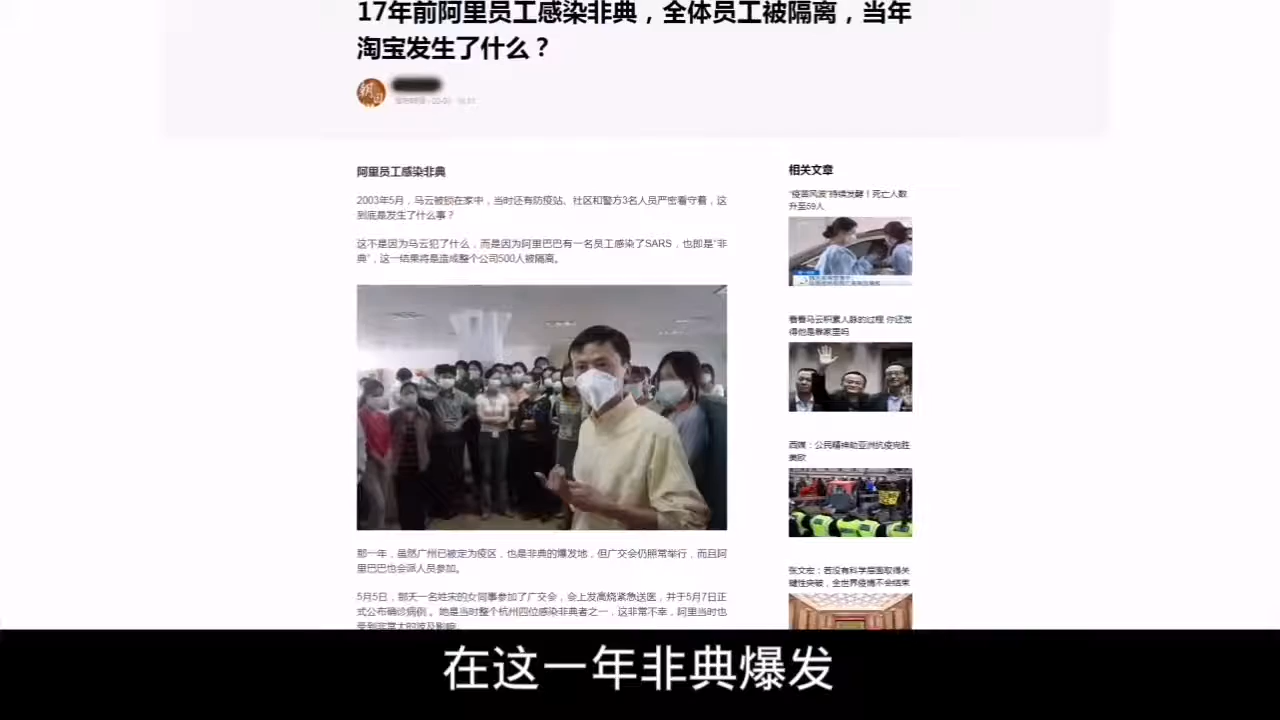 17年前阿里员工感染非典，全体员工被隔离，当年
淘宝发生了什么？
阿里员工感染非典
2003年5月，马云被锁在家中，当时还有防疫站、社区和警方3名人员严密看守着，这
到底是发生了什么事？
这不是因为马云犯了什么，而是因为阿里巴巴有一名员工感染了SARS，也即是“非
典”，这一结果将是造成整个公司500人被隔离。
那一年，虽然广州已被定为疫区，也是非典的爆发地，但广交会仍照常举行，而且阿
里巴巴也会派人员参加。
5月5日，那天一名姓宋的女同事参加了广交会，会上发高烧紧急送医，并于5月7日正
式公布确诊病例。她是当时整个杭州四位感染非典者之一，这非常不幸，阿里当时也
受到非常大的波及影响。
相关文章
“疫苗风波”持续发酵！死亡人数
升至59人
看看马云积累人脉的过程 你还觉
得他是靠家里吗
西媒：公民精神助亚洲抗疫完胜
美欧
张文宏：若没有科学层面取得关
键性突破，全世界疫情不会结束
在这一年非典爆发